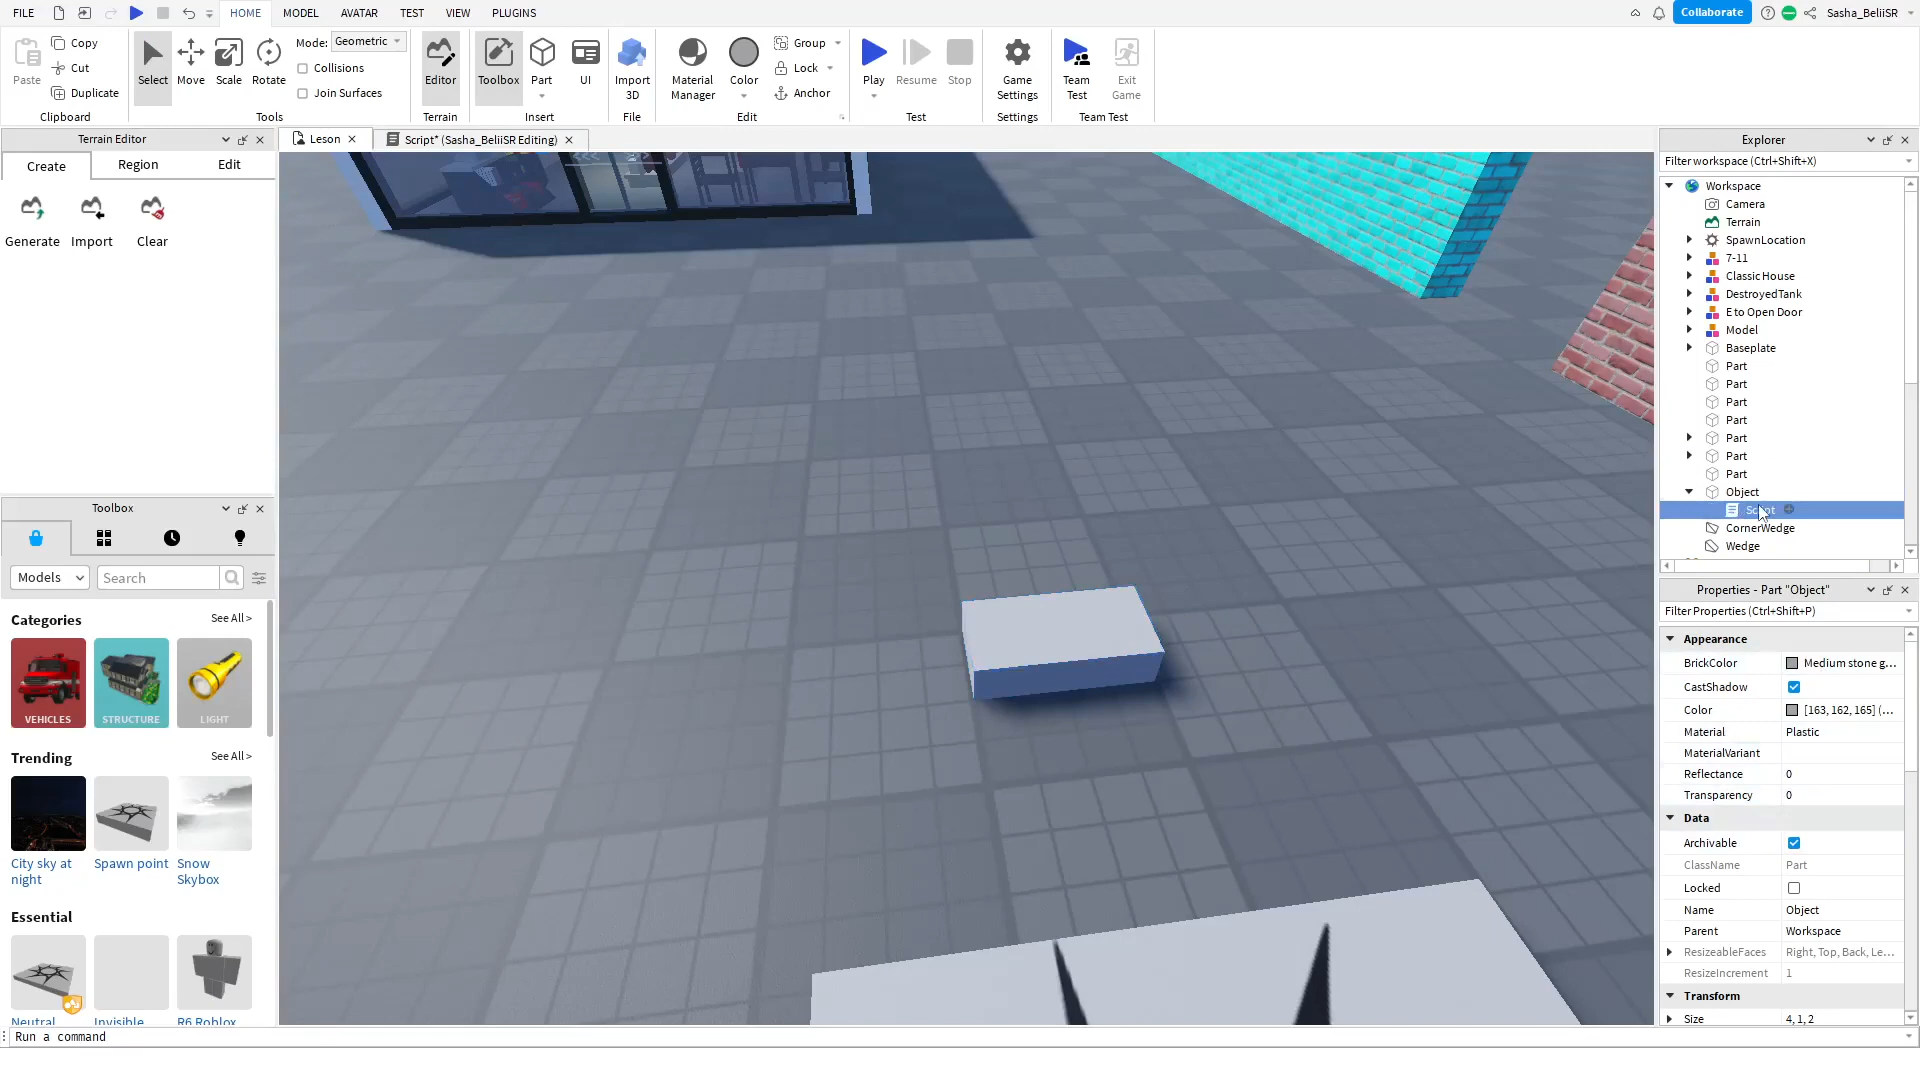 FILE HOME MODEL AVATAR TEST VIEW PLUGINS Collaborate Sasha_BeliiSR
Paste Copy Cut Duplicate Clipboard
Select Move Scale Rotate Mode: Geometric Collisions Join Surfaces Tools
Editor Terrain
Toolbox Part UI Insert
Import 3D File
Material Manager Color Group Lock Anchor Edit
Play Resume Stop Test
Game Settings Settings
Team Test Exit Game Team Test
Terrain Editor
Create Region Edit
Generate Import Clear
Leson Script* (Sasha_BeliiSR Editing)
Toolbox
Models Search
Categories See All >
VEHICLES STRUCTURE LIGHT
Trending See All >
City sky at night Spawn point Snow Skybox
Essential
Neutral Invisible R6 Roblox
Explorer
Filter workspace (Ctrl+Shift+X)
Workspace
Camera
Terrain
SpawnLocation
7-11
Classic House
DestroyedTank
E to Open Door
Model
Baseplate
Part
Part
Part
Part
Part
Part
Part
Object
Script
CornerWedge
Wedge
Properties - Part "Object"
Filter Properties (Ctrl+Shift+P)
Appearance
BrickColor Medium stone g...
CastShadow
Color [163, 162, 165] (...
Material Plastic
MaterialVariant
Reflectance 0
Transparency 0
Data
Archivable
ClassName Part
Locked
Name Object
Parent Workspace
ResizeableFaces Right, Top, Back, Le...
ResizeIncrement 1
Transform
Size 4, 1, 2
Run a command